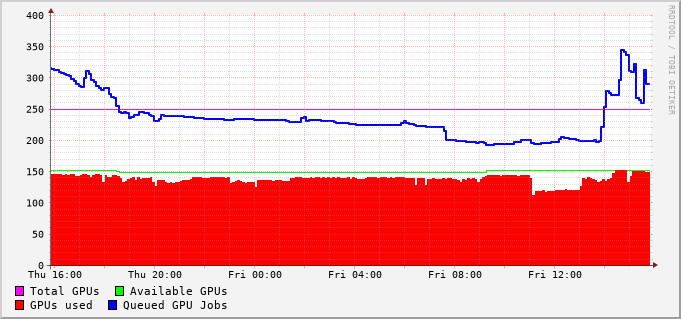 RRDTOOL / TOBI OETIKER
400
350
300
250
200
150
100
50
0
Thu 16:00 Thu 20:00 Fri 00:00 Fri 04:00 Fri 08:00 Fri 12:00
Total GPUs Available GPUs
GPUs used Queued GPU Jobs